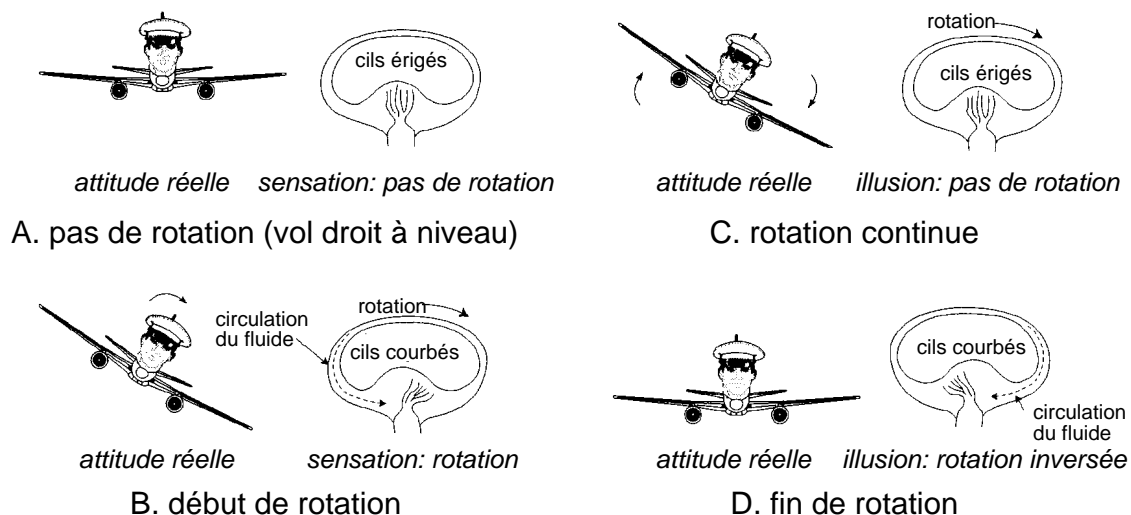 cils érigés
attitude réelle
sensation: pas de rotation
A. pas de rotation (vol droit à niveau)
circulation
du fluide
rotation
cils courbés
attitude réelle
sensation: rotation
B. début de rotation
rotation
cils érigés
attitude réelle
illusion: pas de rotation
C. rotation continue
cils courbés
circulation
du fluide
attitude réelle
illusion: rotation inversée
D. fin de rotation